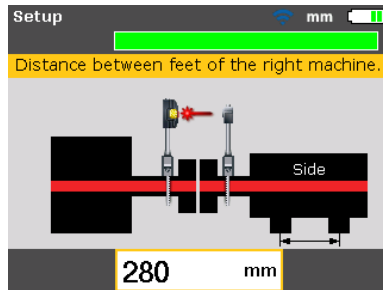 Setup mm
Distance between feet of the right machine.
Side
280 mm